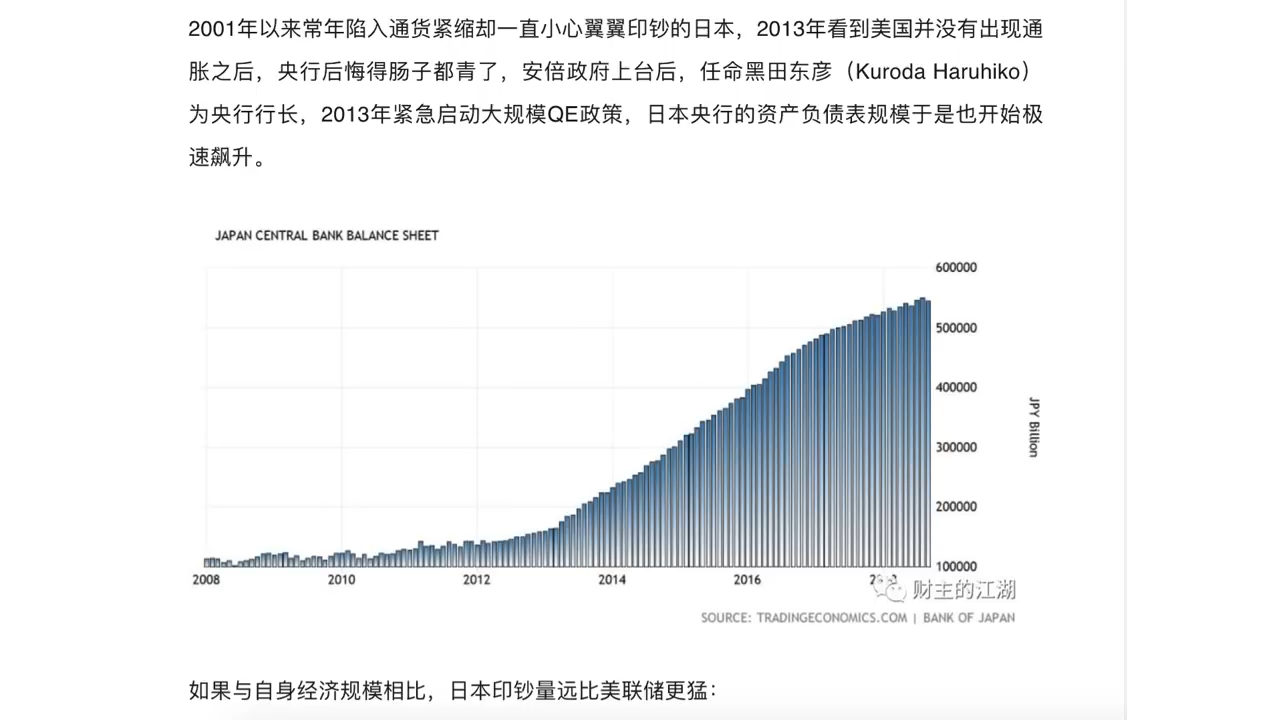 2001年以来常年陷入通货紧缩却一直小心翼翼印钞的日本，2013年看到美国并没有出现通
胀之后，央行后悔得肠子都青了，安倍政府上台后，任命黑田东彦（Kuroda Haruhiko）
为央行行长，2013年紧急启动大规模QE政策，日本央行的资产负债表规模于是也开始极
速飙升。
JAPAN CENTRAL BANK BALANCE SHEET
600000
500000
400000
300000
200000
100000
JPY Billion
2008 2010 2012 2014 2016
财主的江湖
SOURCE: TRADINGECONOMICS.COM | BANK OF JAPAN
如果与自身经济规模相比，日本印钞量远比美联储更猛：